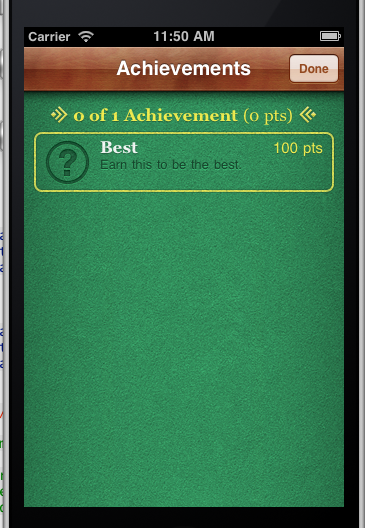 Carrier 11:50 AM
Achievements Done
0 of 1 Achievement (0 pts)
Best 100 pts
Earn this to be the best.